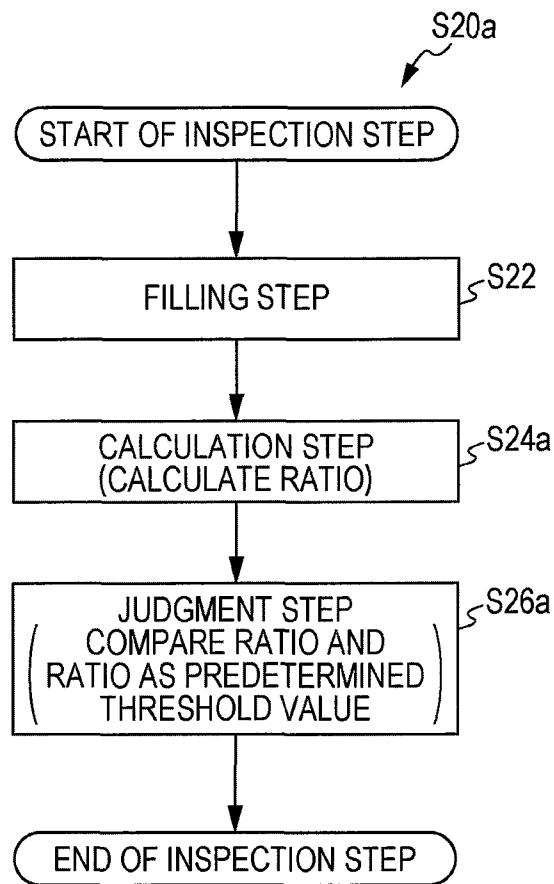 S20a
START OF INSPECTION STEP
FILLING STEP
S22
CALCULATION STEP
(CALCULATE RATIO)
S24a
JUDGMENT STEP
(COMPARE RATIO AND
RATIO AS PREDETERMINED
THRESHOLD VALUE)
S26a
END OF INSPECTION STEP